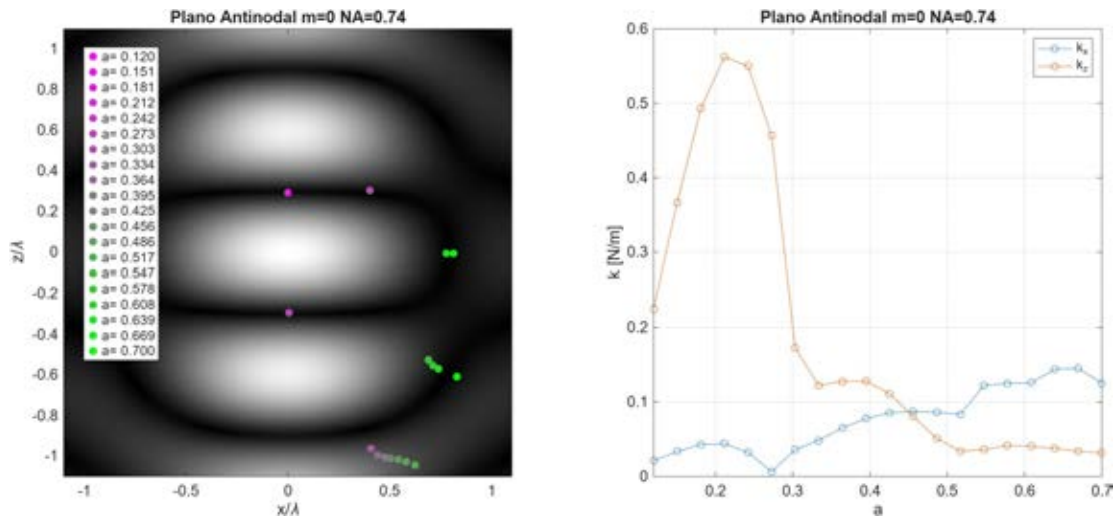 Plano Antinodal m=0 NA=0.74
1
0.8
0.6
0.4
0.2
0
-0.2
-0.4
-0.6
-0.8
-1
z/λ
a= 0.120
a= 0.151
a= 0.181
a= 0.212
a= 0.242
a= 0.273
a= 0.303
a= 0.334
a= 0.364
a= 0.395
a= 0.425
a= 0.456
a= 0.486
a= 0.517
a= 0.547
a= 0.578
a= 0.608
a= 0.639
a= 0.669
a= 0.700
-1 -0.5 0 0.5 1
x/λ
Plano Antinodal m=0 NA=0.74
0.6
0.5
0.4
0.3
0.2
0.1
0
k [N/m]
kx
kz
0.2 0.3 0.4 0.5 0.6 0.7
a